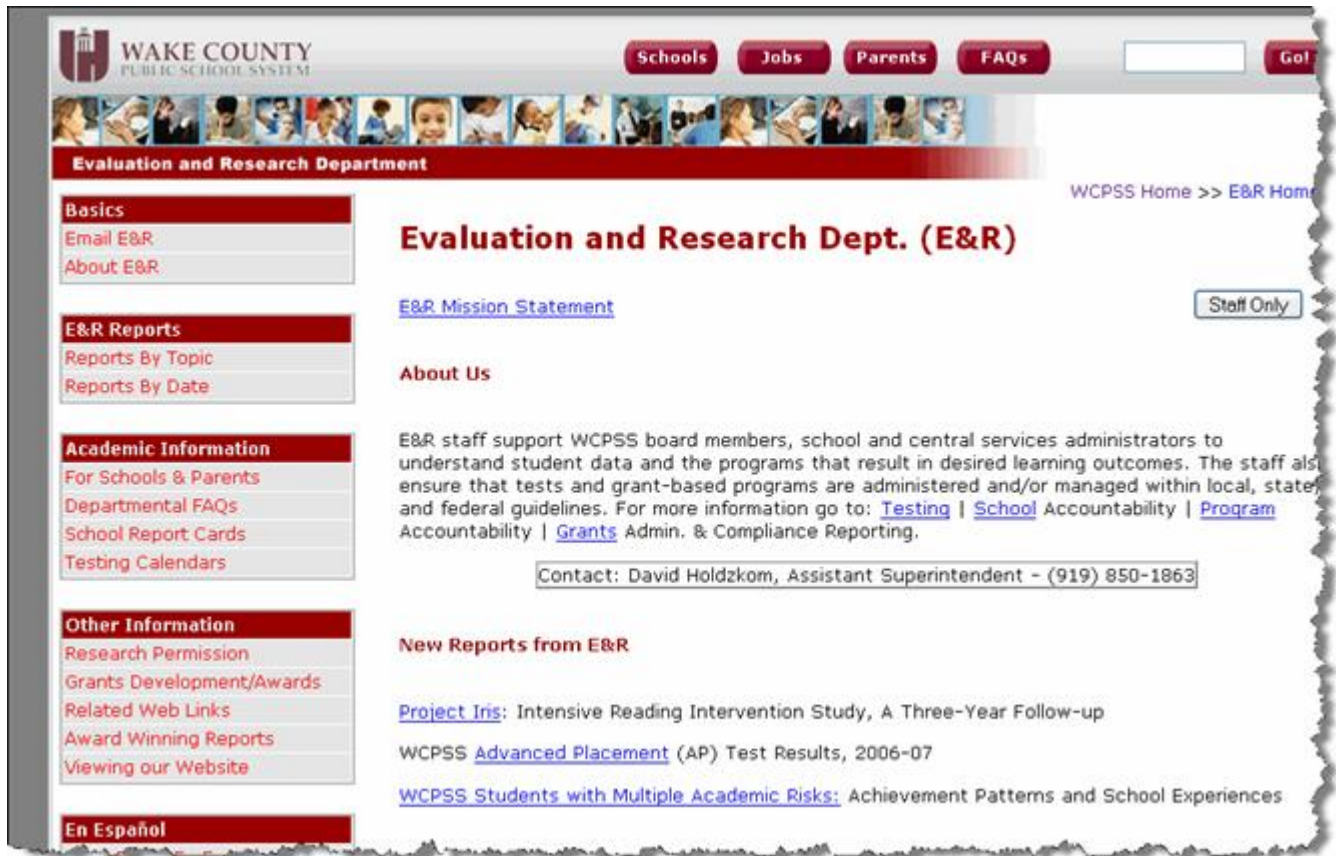 WAKE COUNTY
PUBLIC SCHOOL SYSTEM
Schools Jobs Parents FAQs Go!
Evaluation and Research Department
WCPSS Home >> E&R Home
Basics
Email E&R
About E&R
E&R Reports
Reports By Topic
Reports By Date
Academic Information
For Schools & Parents
Departmental FAQs
School Report Cards
Testing Calendars
Other Information
Research Permission
Grants Development/Awards
Related Web Links
Award Winning Reports
Viewing our Website
En Español
Evaluation and Research Dept. (E&R)
E&R Mission Statement
Staff Only
About Us
E&R staff support WCPSS board members, school and central services administrators to
understand student data and the programs that result in desired learning outcomes. The staff als
ensure that tests and grant-based programs are administered and/or managed within local, state,
and federal guidelines. For more information go to: Testing | School Accountability | Program
Accountability | Grants Admin. & Compliance Reporting.
Contact: David Holdzkom, Assistant Superintendent - (919) 850-1863
New Reports from E&R
Project Iris: Intensive Reading Intervention Study, A Three-Year Follow-up
WCPSS Advanced Placement (AP) Test Results, 2006-07
WCPSS Students with Multiple Academic Risks: Achievement Patterns and School Experiences